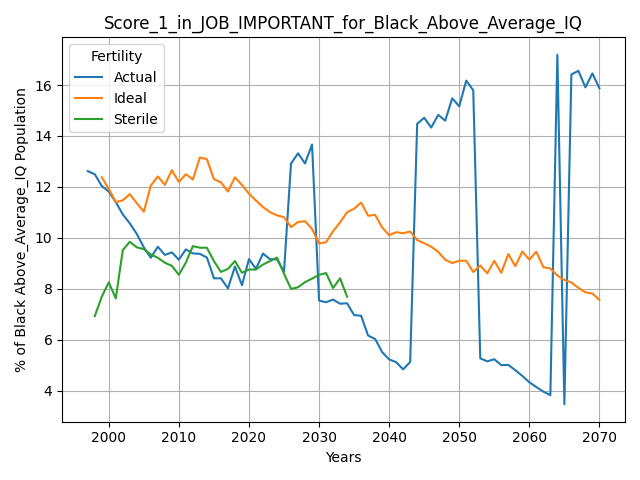 Score_1_in_JOB_IMPORTANT_for_Black_Above_Average_IQ
Fertility
Actual
Ideal
Sterile
% of Black Above_Average_IQ Population
16
14
12
10
8
6
4
2000 2010 2020 2030 2040 2050 2060 2070
Years